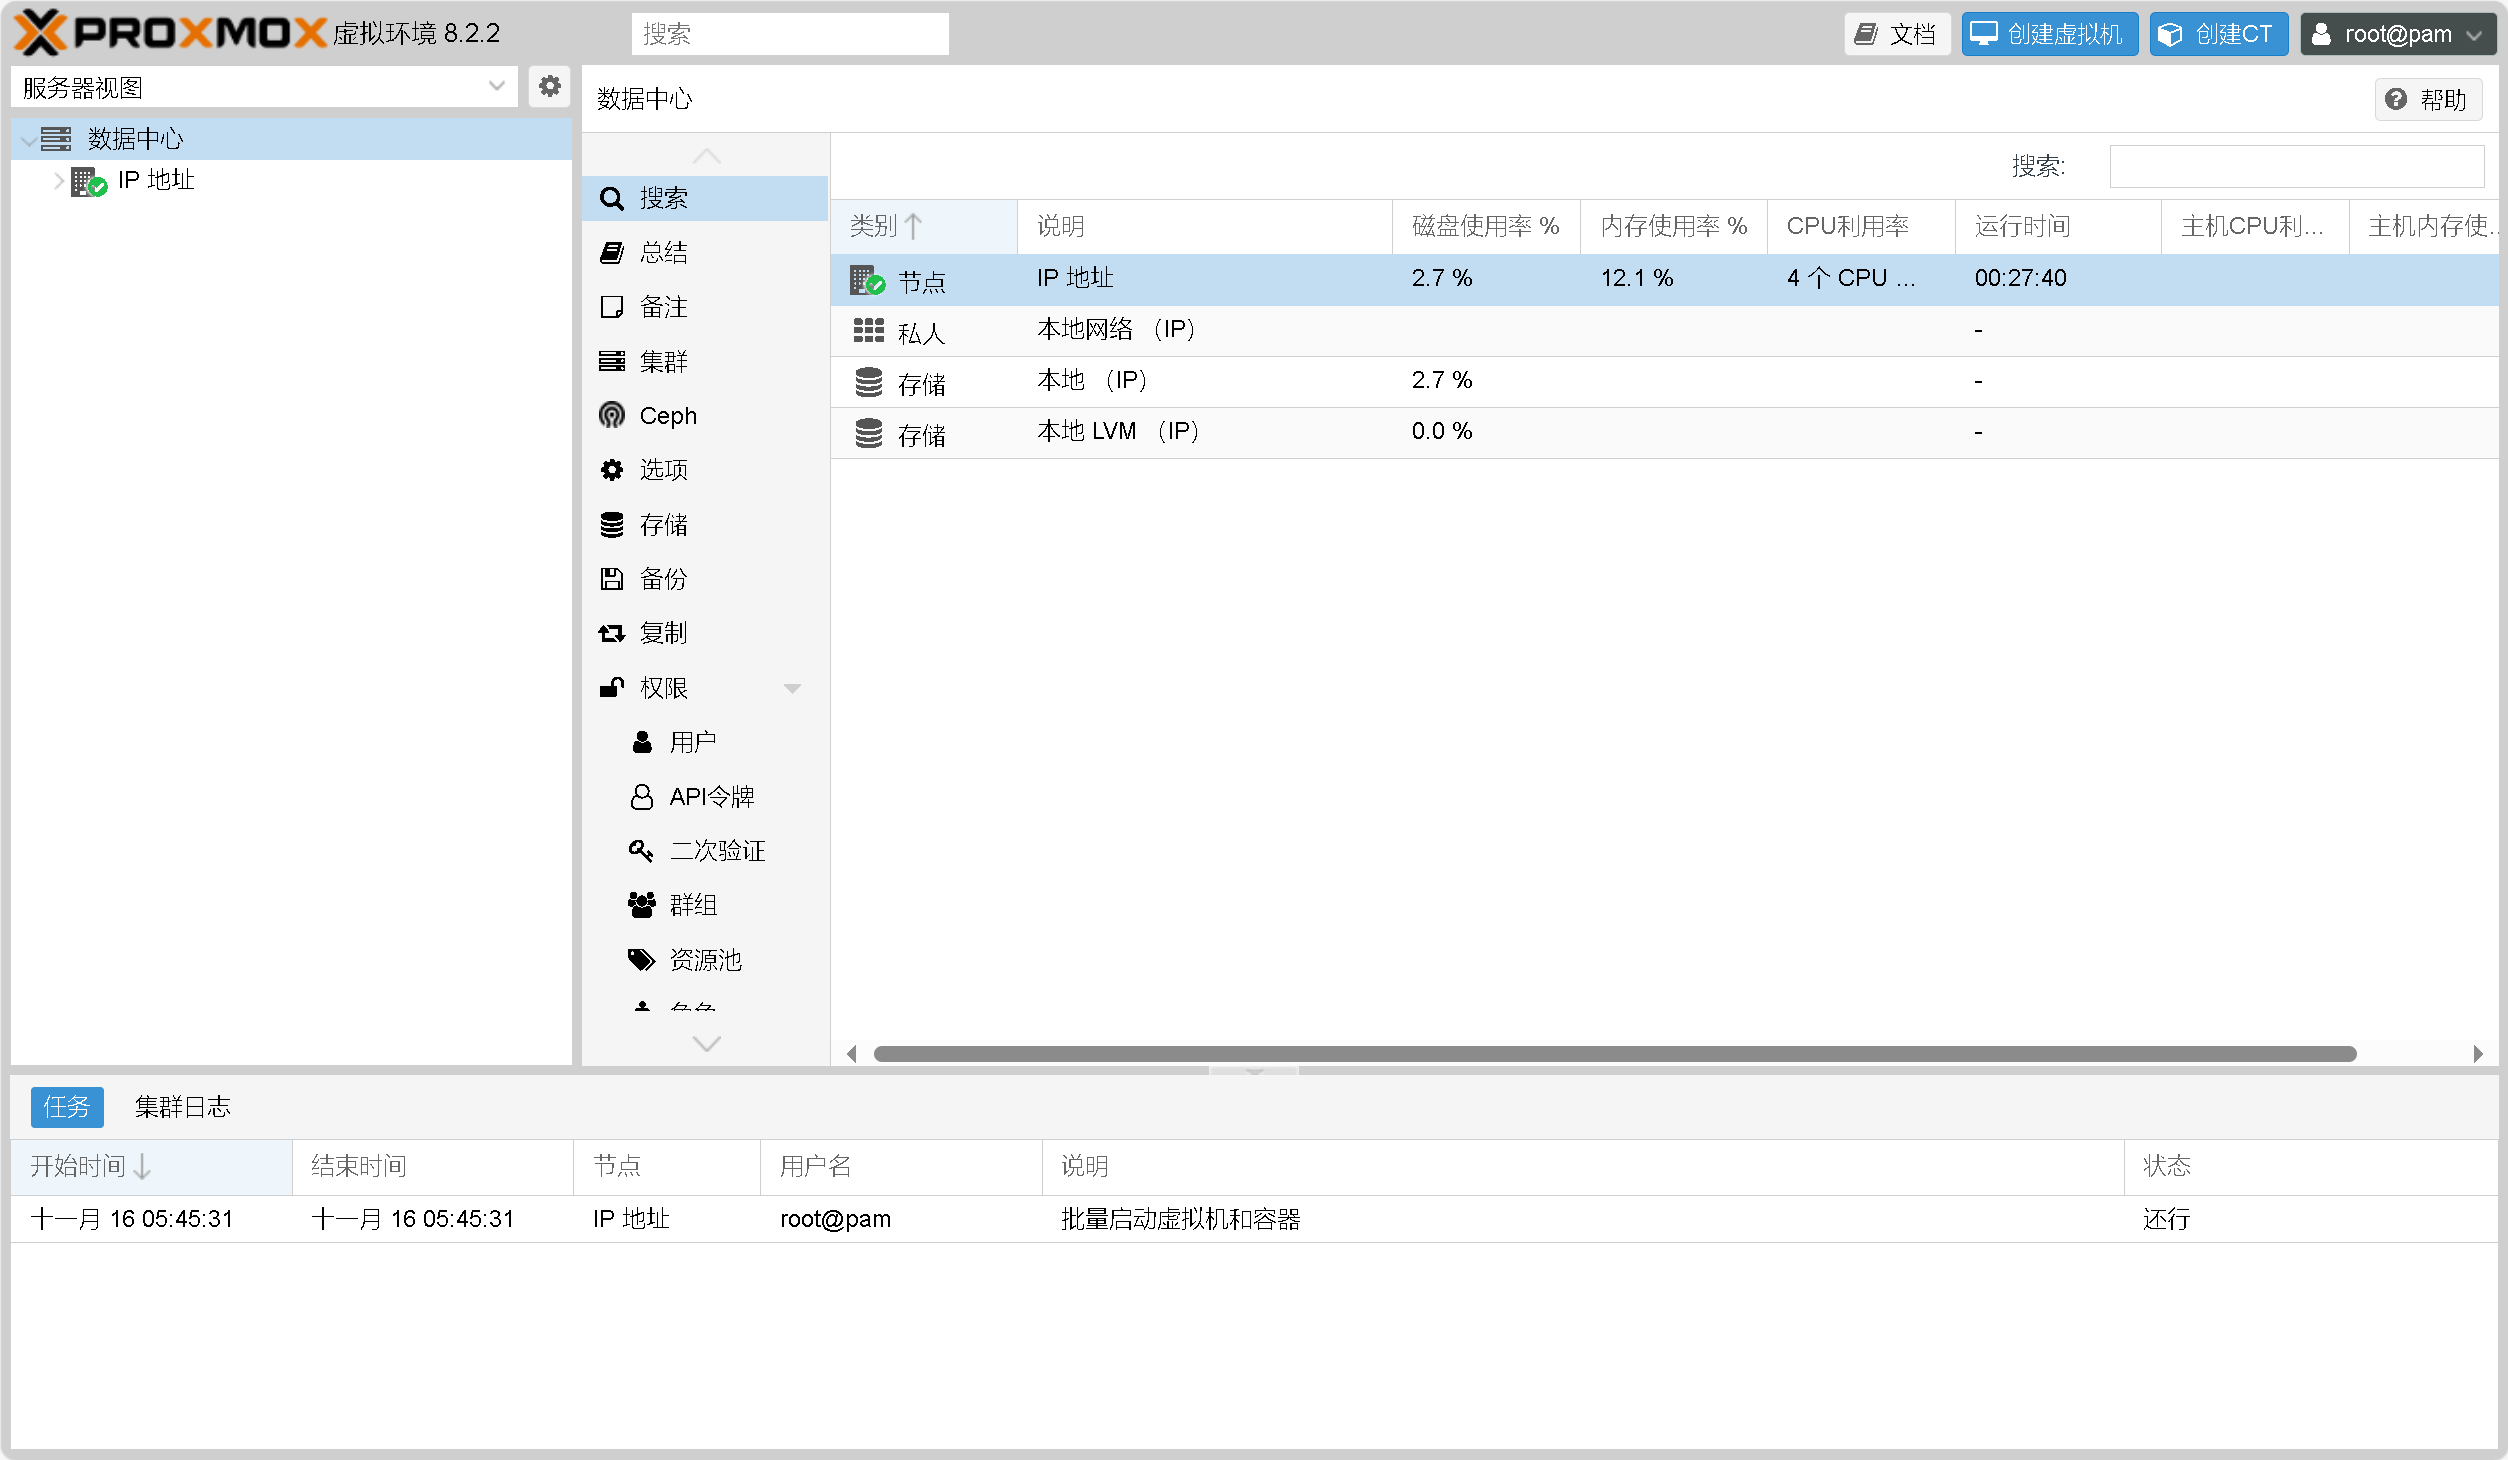 PROXMOX 虚拟环境 8.2.2
搜索
文档
创建虚拟机
创建CT
root@pam
服务器视图
数据中心
IP 地址
数据中心
帮助
搜索
总结
备注
集群
Ceph
选项
存储
备份
复制
权限
用户
API令牌
二次验证
群组
资源池
角色
搜索:
类别 说明 磁盘使用率 % 内存使用率 % CPU利用率 运行时间 主机CPU利... 主机内存使...
节点 IP 地址 2.7 % 12.1 % 4 个 CPU ... 00:27:40
私人 本地网络 （IP） -
存储 本地 （IP） 2.7 % -
存储 本地 LVM （IP） 0.0 % -
任务 集群日志
开始时间 结束时间 节点 用户名 说明 状态
十一月 16 05:45:31 十一月 16 05:45:31 IP 地址 root@pam 批量启动虚拟机和容器 还行